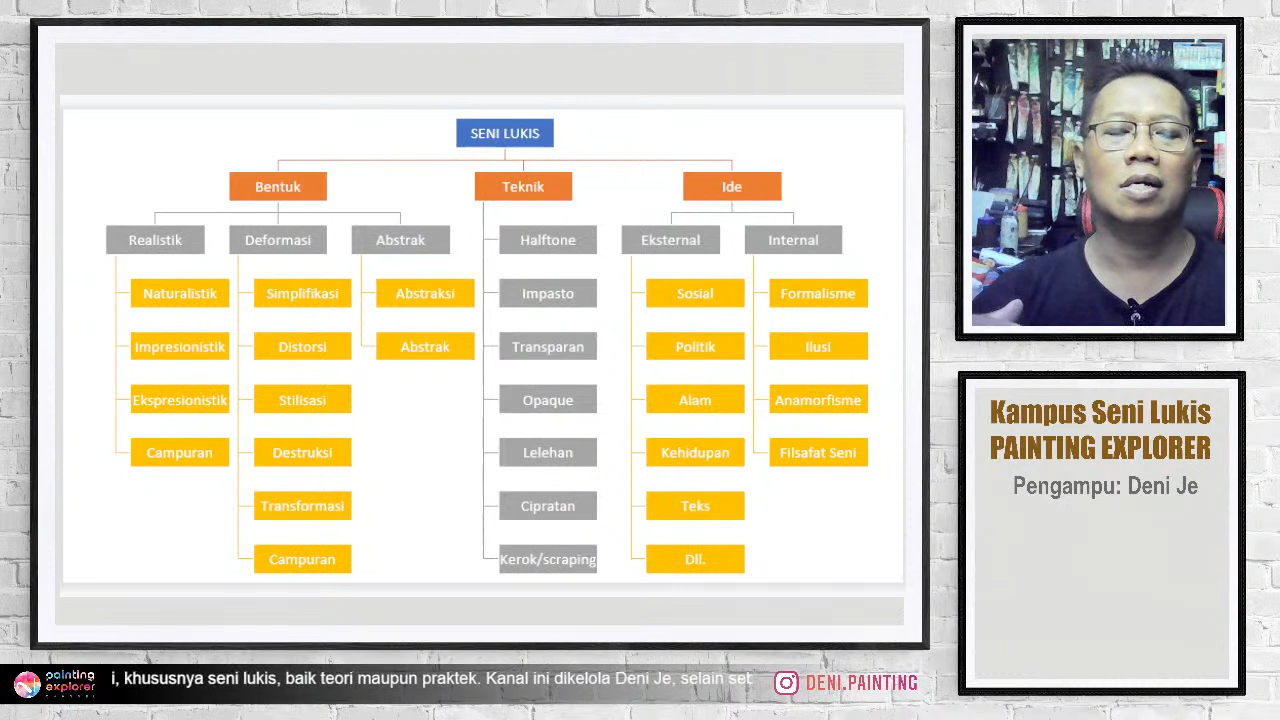 SENI LUKIS
Bentuk Teknik Ide
Realistik Deformasi Abstrak Halftone Eksternal Internal
Naturalistik Simplifikasi Abstraksi Impasto Sosial Formalisme
Impresionistik Distorsi Abstrak Transparan Politik Ilusi
Ekspresionistik Stilisasi Opaque Alam Anamorfisme
Campuran Destruksi Lelehan Kehidupan Filsafat Seni
Transformasi Cipratan Teks
Campuran Kerok/scraping Dll.
Kampus Seni Lukis
PAINTING EXPLORER
Pengampu: Deni Je
painting
explorer
CHANNEL
i, khususnya seni lukis, baik teori maupun praktek. Kanal ini dikelola Deni Je, selain set
DENI.PAINTING